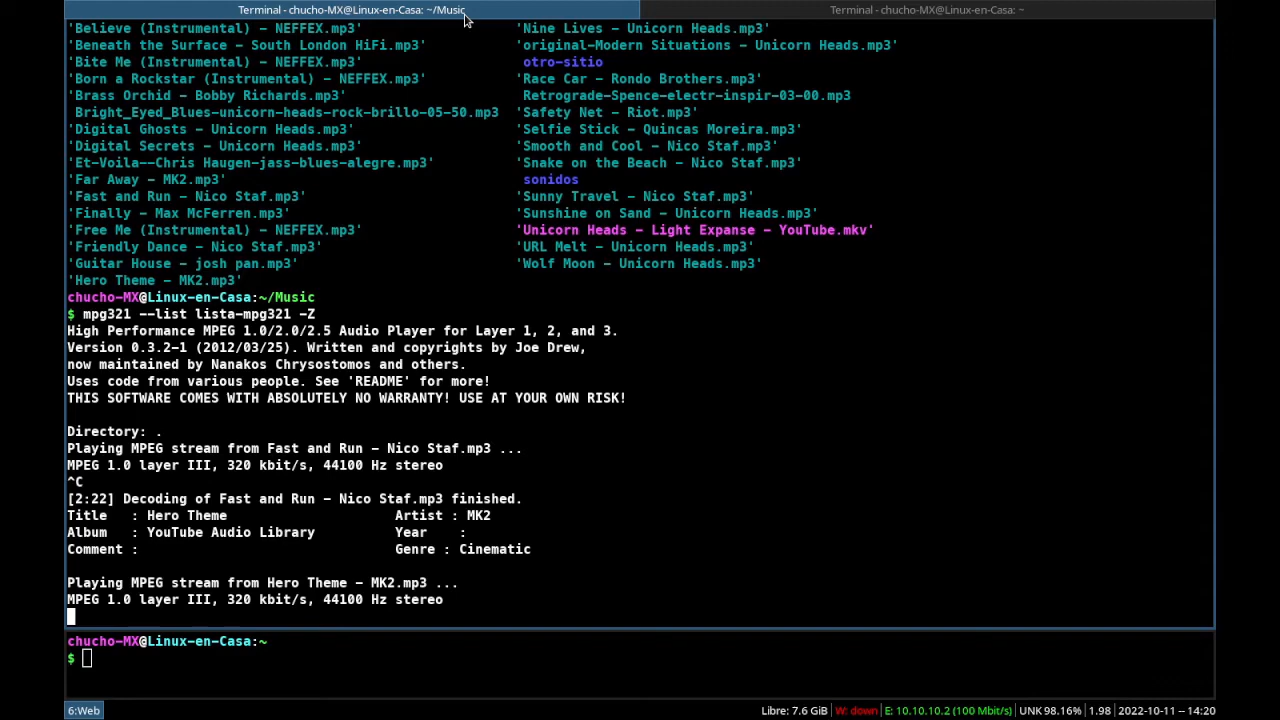 Terminal - chucho-MX@Linux-en-Casa: ~/Music Terminal - chucho-MX@Linux-en-Casa: ~
'Believe (Instrumental) - NEFFEX.mp3' 'Nine Lives - Unicorn Heads.mp3'
'Beneath the Surface - South London HiFi.mp3' 'original-Modern Situations - Unicorn Heads.mp3'
'Bite Me (Instrumental) - NEFFEX.mp3' otro-sitio
'Born a Rockstar (Instrumental) - NEFFEX.mp3' 'Race Car - Rondo Brothers.mp3'
'Brass Orchid - Bobby Richards.mp3' Retrograde-Spence-electr-inspir-03-00.mp3
Bright_Eyed_Blues-unicorn-heads-rock-brillo-05-50.mp3 'Safety Net - Riot.mp3'
'Digital Ghosts - Unicorn Heads.mp3' 'Selfie Stick - Quincas Moreira.mp3'
'Digital Secrets - Unicorn Heads.mp3' 'Smooth and Cool - Nico Staf.mp3'
'Et-Voila--Chris Haugen-jass-blues-alegre.mp3' 'Snake on the Beach - Nico Staf.mp3'
'Far Away - MK2.mp3' sonidos
'Fast and Run - Nico Staf.mp3' 'Sunny Travel - Nico Staf.mp3'
'Finally - Max McFerren.mp3' 'Sunshine on Sand - Unicorn Heads.mp3'
'Free Me (Instrumental) - NEFFEX.mp3' 'Unicorn Heads - Light Expanse - YouTube.mkv'
'Friendly Dance - Nico Staf.mp3' 'URL Melt - Unicorn Heads.mp3'
'Guitar House - josh pan.mp3' 'Wolf Moon - Unicorn Heads.mp3'
'Hero Theme - MK2.mp3'
chucho-MX@Linux-en-Casa:~/Music
$ mpg321 --list lista-mpg321 -Z
High Performance MPEG 1.0/2.0/2.5 Audio Player for Layer 1, 2, and 3.
Version 0.3.2-1 (2012/03/25). Written and copyrights by Joe Drew,
now maintained by Nanakos Chrysostomos and others.
Uses code from various people. See 'README' for more!
THIS SOFTWARE COMES WITH ABSOLUTELY NO WARRANTY! USE AT YOUR OWN RISK!
Directory: .
Playing MPEG stream from Fast and Run - Nico Staf.mp3 ...
MPEG 1.0 layer III, 320 kbit/s, 44100 Hz stereo
^C
[2:22] Decoding of Fast and Run - Nico Staf.mp3 finished.
Title : Hero Theme Artist : MK2
Album : YouTube Audio Library Year :
Comment : Genre : Cinematic
Playing MPEG stream from Hero Theme - MK2.mp3 ...
MPEG 1.0 layer III, 320 kbit/s, 44100 Hz stereo
chucho-MX@Linux-en-Casa:~
$
6:Web Libre: 7.6 GiB W: down E: 10.10.10.2 (100 Mbit/s) UNK 98.16% 1.98 2022-10-11 -- 14:20